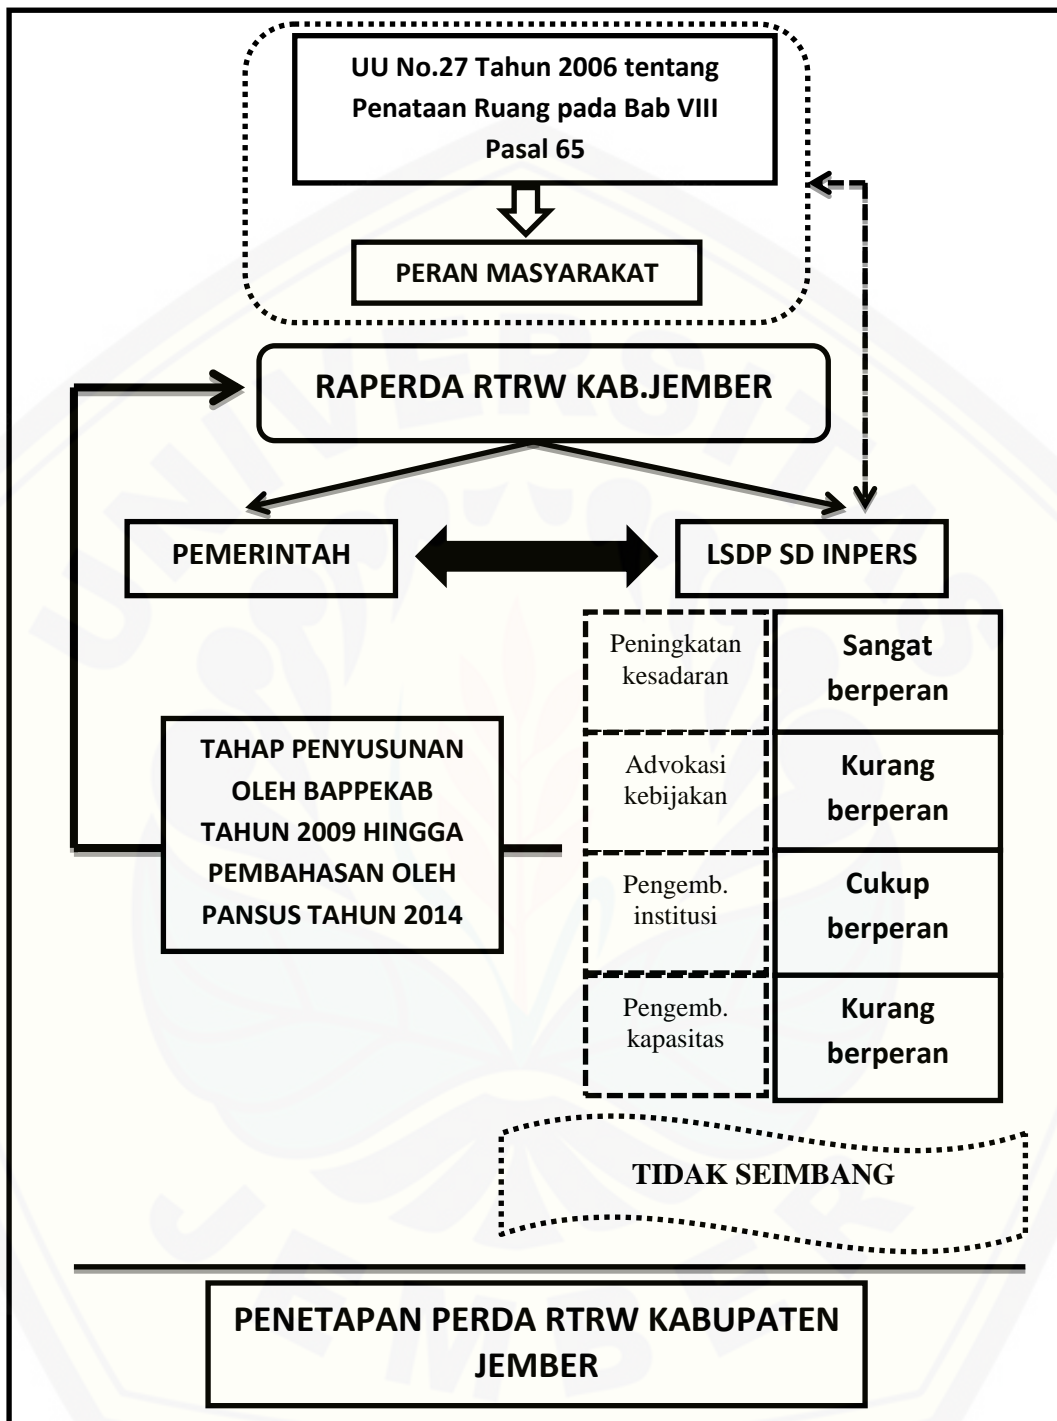 UU No.27 Tahun 2006 tentang
Penataan Ruang pada Bab VIII
Pasal 65
PERAN MASYARAKAT
RAPERDA RTRW KAB.JEMBER
PEMERINTAH
LSDP SD INPERS
Peningkatan
kesadaran
Sangat
berperan
TAHAP PENYUSUNAN
OLEH BAPPEKAB
TAHUN 2009 HINGGA
PEMBAHASAN OLEH
PANSUS TAHUN 2014
Advokasi
kebijakan
Kurang
berperan
Pengemb.
institusi
Cukup
berperan
Pengemb.
kapasitas
Kurang
berperan
TIDAK SEIMBANG
PENETAPAN PERDA RTRW KABUPATEN
JEMBER
UNIVERSITAS
JEMBER